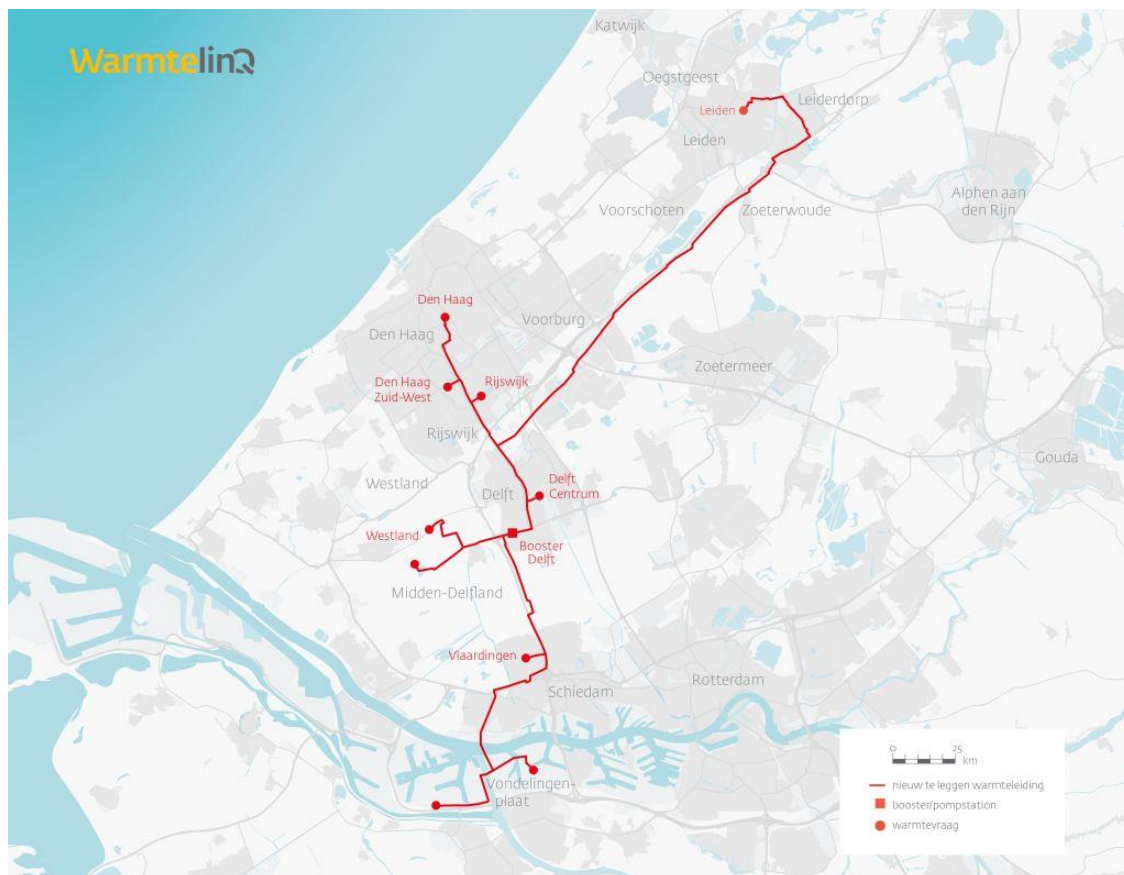 WarmtelinQ
Katwijk
Oegstgeest
Leiderdorp
Leiden
Leiden
Alphen aan
den Rijn
Voorschoten
Zoeterwoude
Den Haag
Den Haag
Voorburg
Zoetermeer
Den Haag
Zuid-West
Rijswijk
Rijswijk
Gouda
Westland
Delft
Delft
Centrum
Westland
Booster
Delft
Midden-Delfland
Vlaardingen
Schiedam
Rotterdam
Vondelingen-
plaat
0 25
km
nieuw te leggen warmteleiding
booster/pompstation
warmtevraag